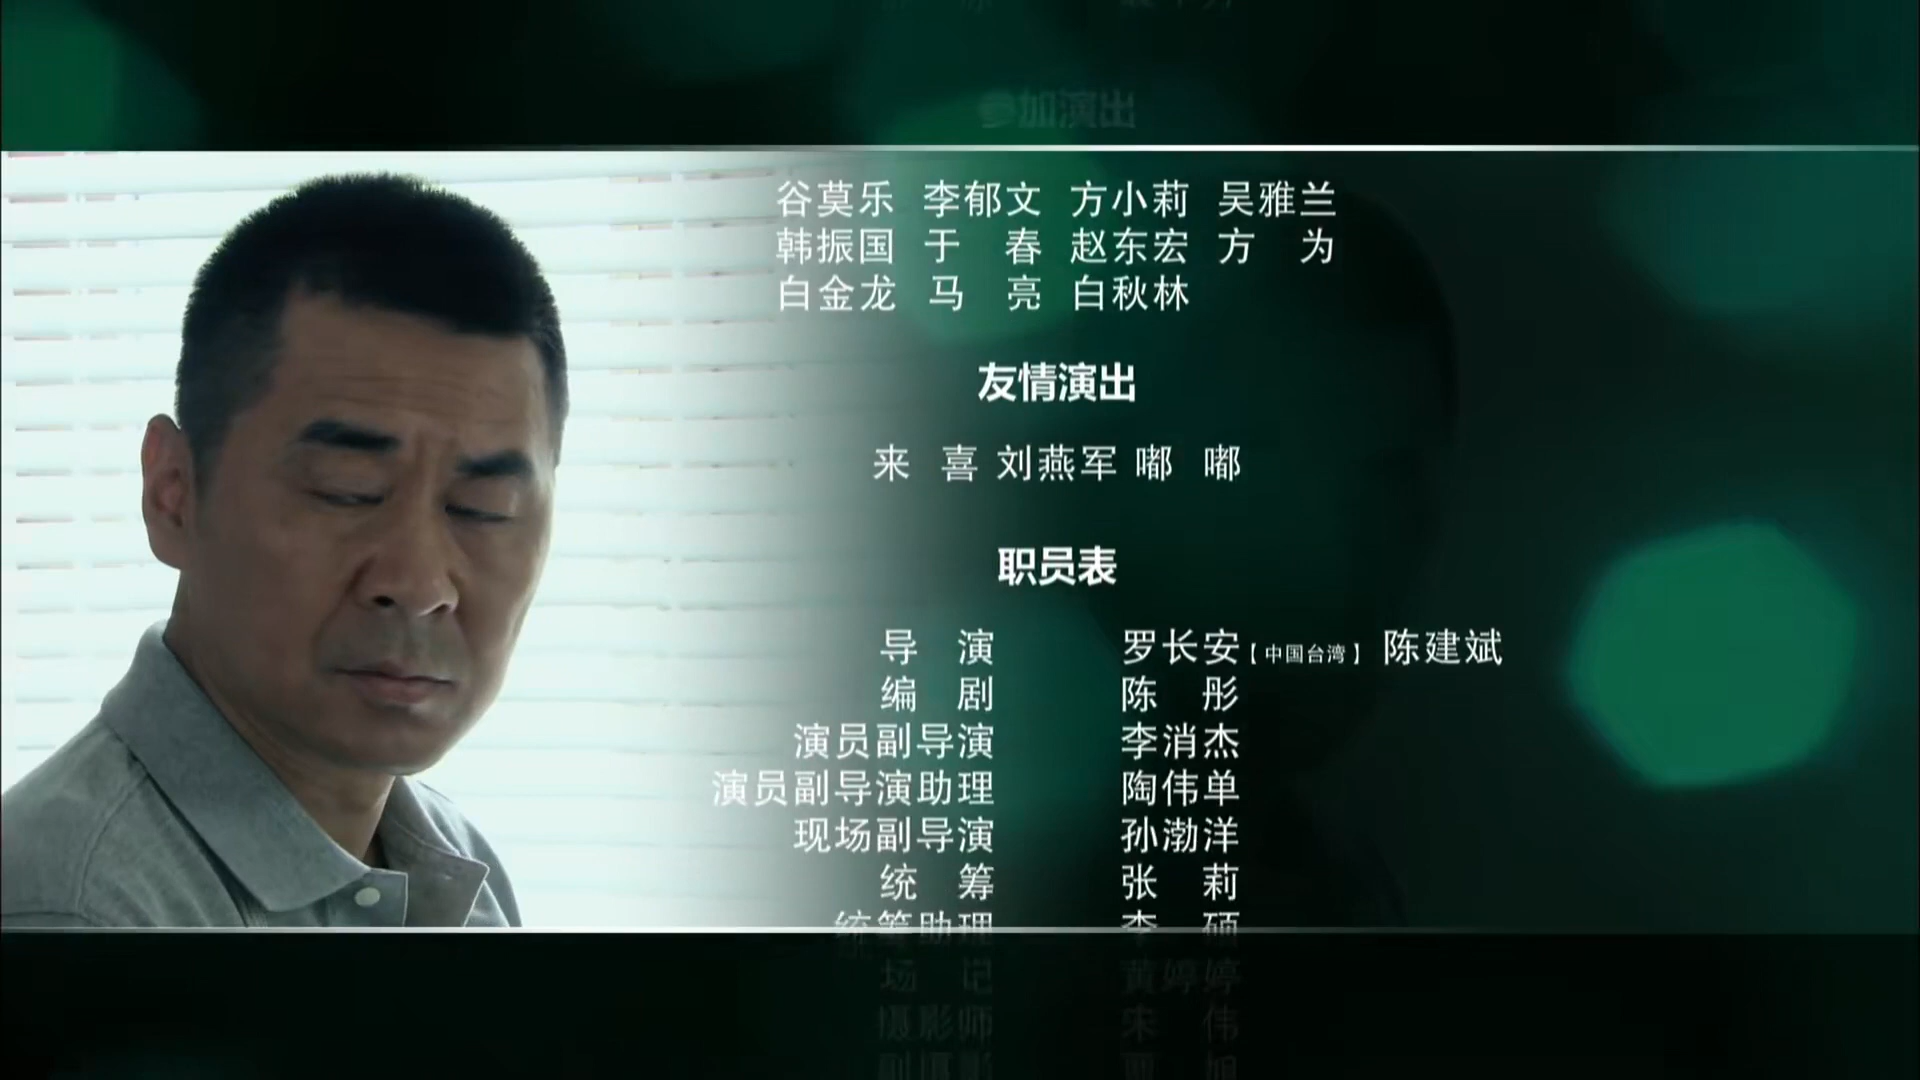 参加演出
谷莫乐 李郁文 方小莉 吴雅兰
韩振国 于 春 赵东宏 方 为
白金龙 马 亮 白秋林
友情演出
来 喜 刘燕军 嘟 嘟
职员表
导 演 罗长安【中国台湾】 陈建斌
编 剧 陈 彤
演员副导演 李消杰
演员副导演助理 陶伟单
现场副导演 孙渤洋
统 筹 张 莉
统筹助理 李 硕
场 记 黄婷婷
摄影师 宋 伟